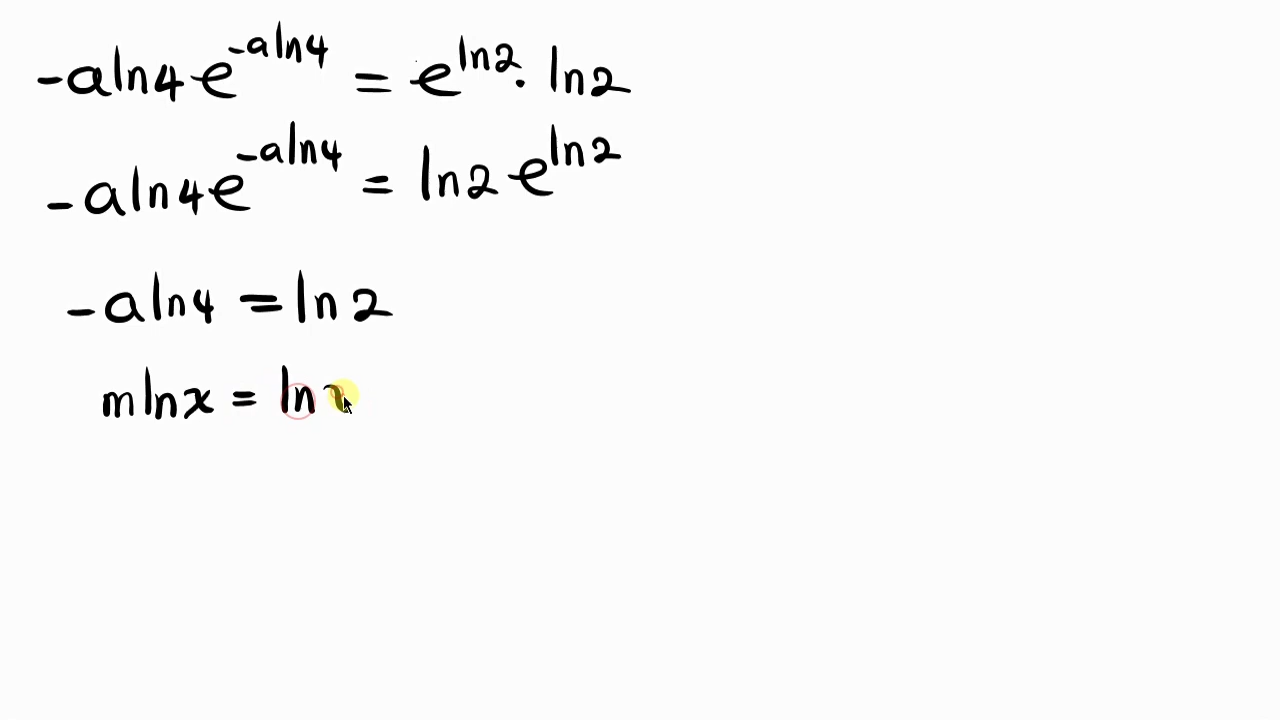 -aln4e^{-aln4} = e^{ln2}. ln2
-aln4e^{-aln4} = ln2 e^{ln2}
-aln4 = ln2
mlnx = ln